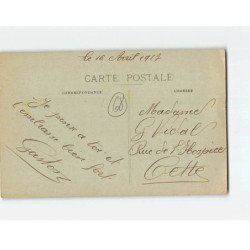 le 16 Avril 1917
CARTE POSTALE
CORRESPONDANCE
ADRESSE
Je pense a toi et
t'embrasse bien fort
Gaston
Madame
G Vidal
Rue de l'Hospice
Cette